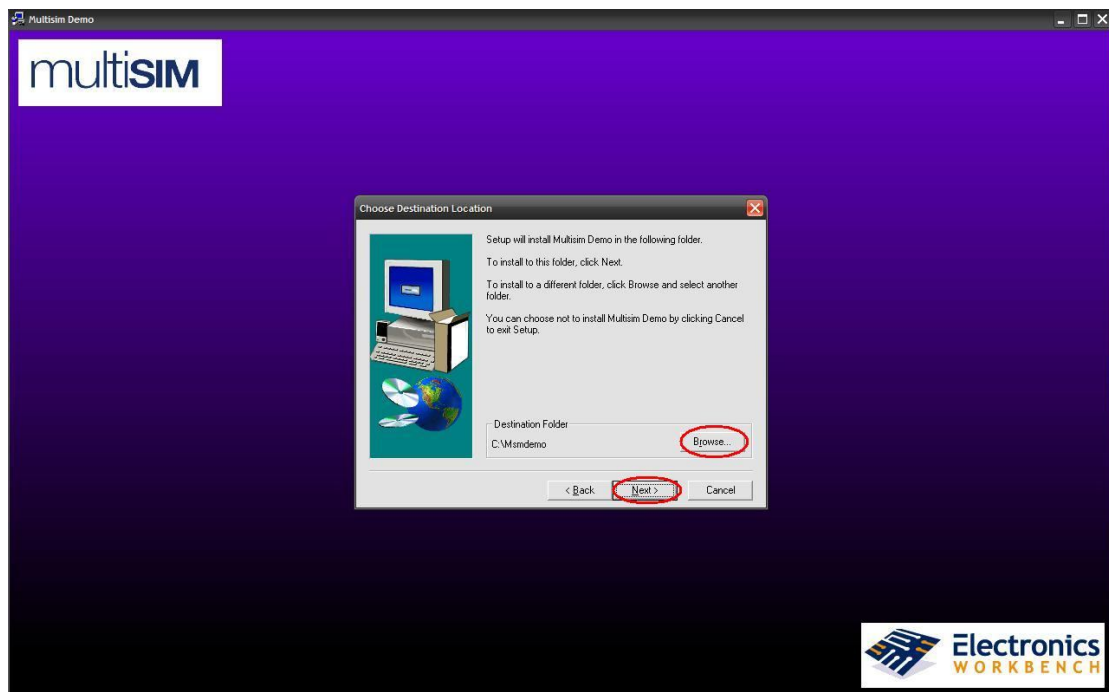 Multisim Demo
multiSIM
Choose Destination Location
Setup will install Multisim Demo in the following folder.
To install to this folder, click Next.
To install to a different folder, click Browse and select another
folder.
You can choose not to install Multisim Demo by clicking Cancel
to exit Setup.
Destination Folder
C:\Msmdemo
Browse...
< Back
Next >
Cancel
Electronics
WORKBENCH